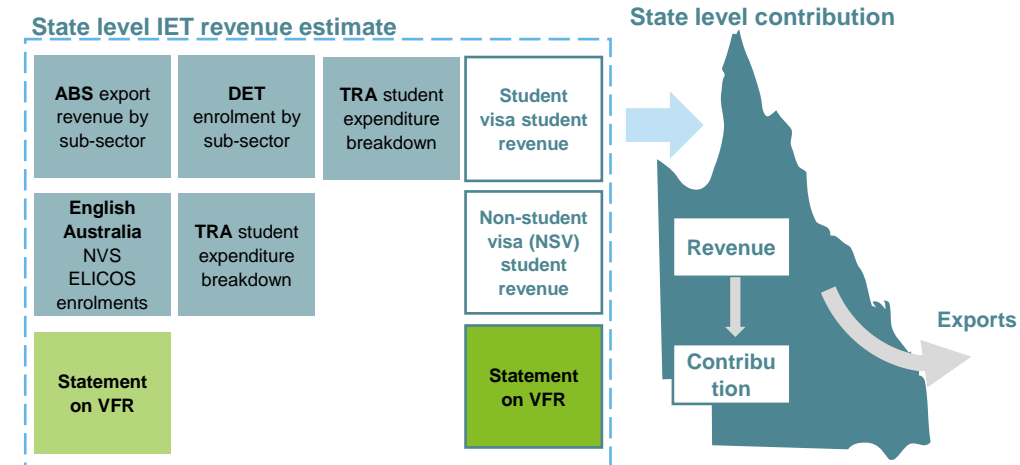 State level IET revenue estimate
State level contribution
ABS export
revenue by
sub-sector
DET
enrolment by
sub-sector
TRA student
expenditure
breakdown
Student
visa student
revenue
English
Australia
NVS
ELICOS
enrolments
TRA student
expenditure
breakdown
Non-student
visa (NSV)
student
revenue
Statement
on VFR
Statement
on VFR
Revenue
Contribu
tion
Exports